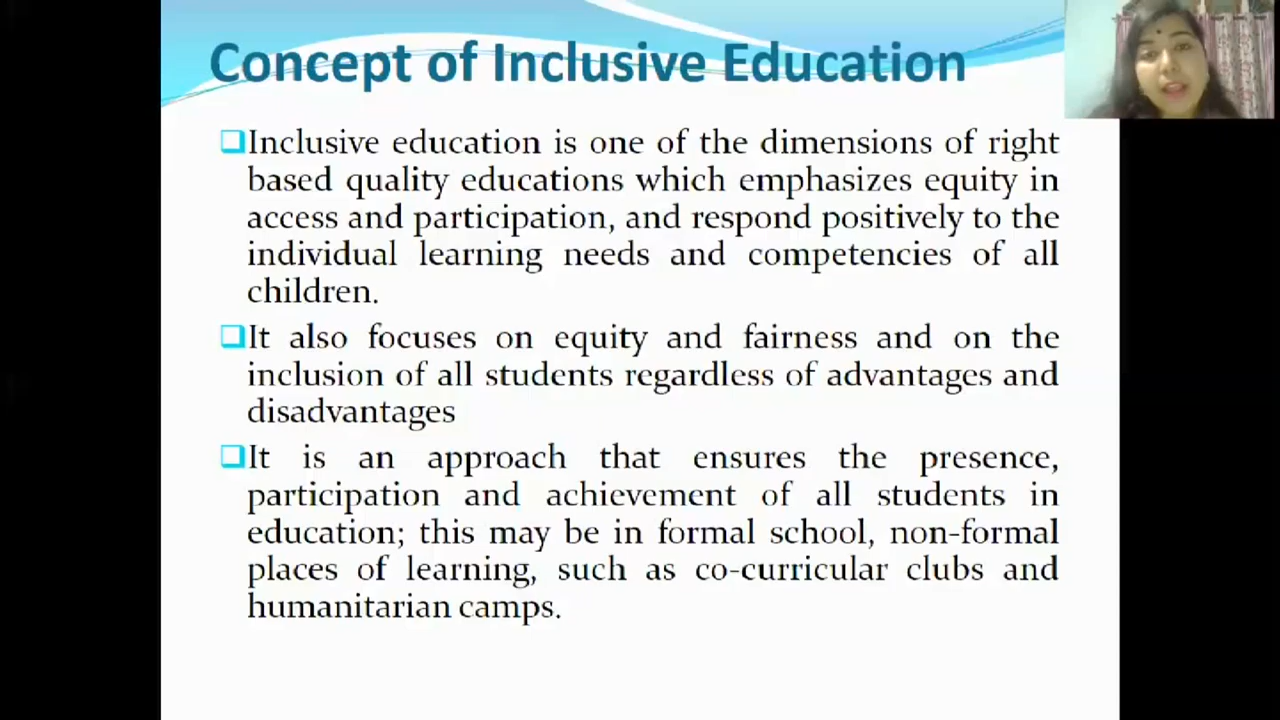 Concept of Inclusive Education
Inclusive education is one of the dimensions of right
based quality educations which emphasizes equity in
access and participation, and respond positively to the
individual learning needs and competencies of all
children.
It also focuses on equity and fairness and on the
inclusion of all students regardless of advantages and
disadvantages
It is an approach that ensures the presence,
participation and achievement of all students in
education; this may be in formal school, non-formal
places of learning, such as co-curricular clubs and
humanitarian camps.